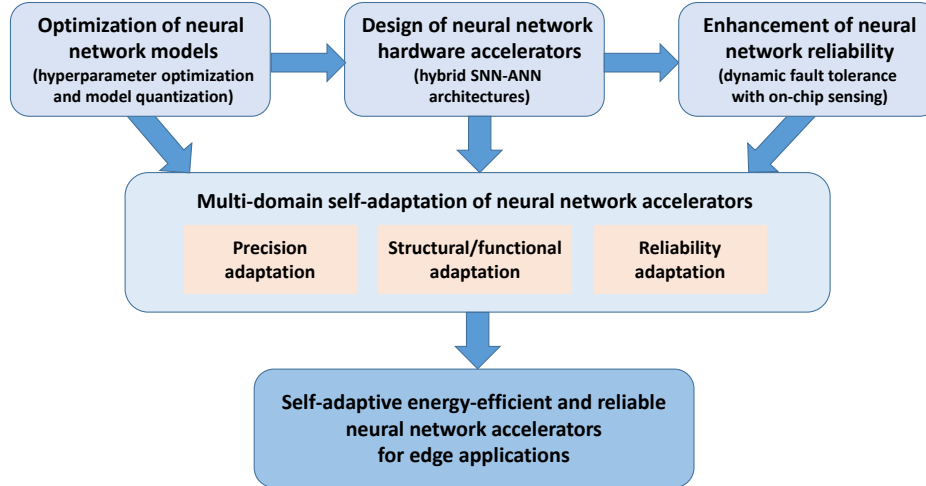 Optimization of neural
network models
(hyperparameter optimization
and model quantization)
Design of neural network
hardware accelerators
(hybrid SNN-ANN
architectures)
Enhancement of neural
network reliability
(dynamic fault tolerance
with on-chip sensing)
Multi-domain self-adaptation of neural network accelerators
Precision
adaptation
Structural/functional
adaptation
Reliability
adaptation
Self-adaptive energy-efficient and reliable
neural network accelerators
for edge applications